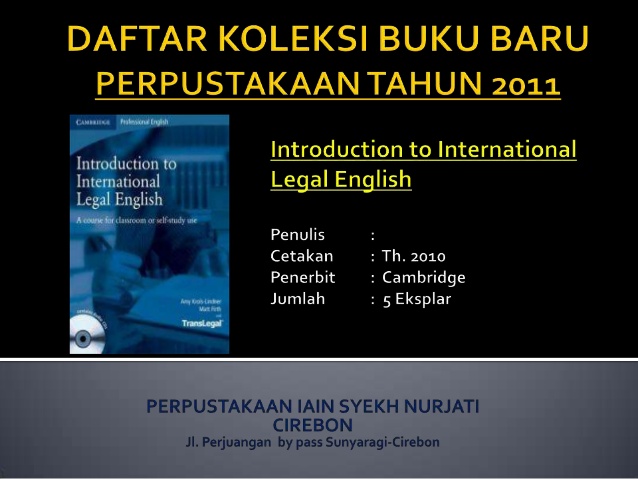 DAFTAR KOLEKSI BUKU BARU
PERPUSTAKAAN TAHUN 2011
CAMBRIDGE Professional English
Introduction to
International
Legal English
A course for classroom or self-study use
Amy Krois-Lindner
Matt Firth
TransLegal
Introduction to International
Legal English
Penulis :
Cetakan : Th. 2010
Penerbit : Cambridge
Jumlah : 5 Eksplar
PERPUSTAKAAN IAIN SYEKH NURJATI
CIREBON
Jl. Perjuangan by pass Sunyaragi-Cirebon